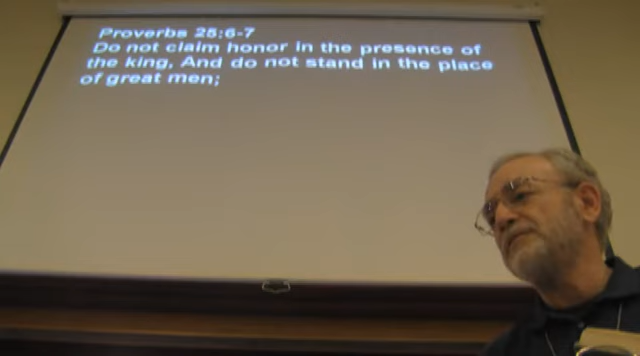 Proverbs 25:6-7
Do not claim honor in the presence of
the king, And do not stand in the place
of great men;